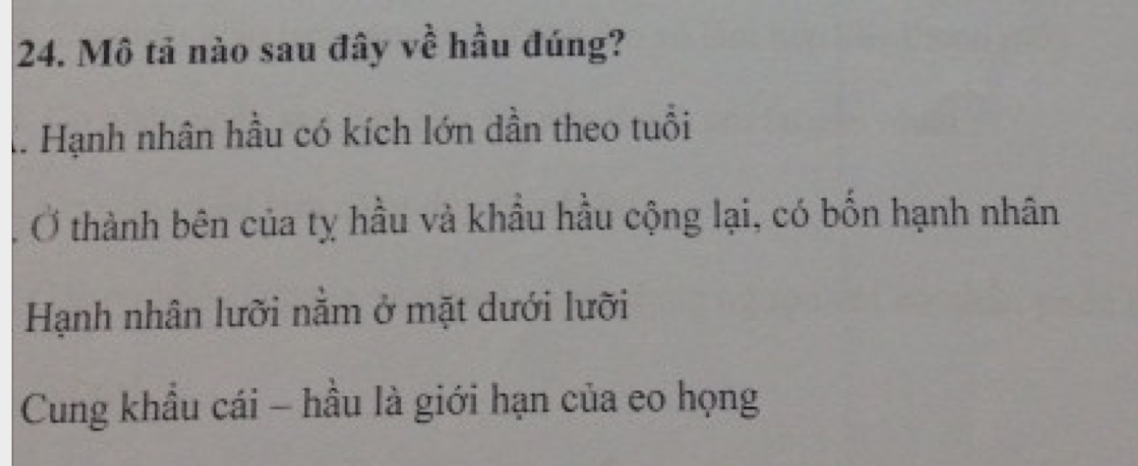 24. Mô tả nào sau đây về hầu đúng?
. Hạnh nhân hầu có kích lớn dần theo tuổi
. Ở thành bên của tỵ hầu và khẩu hầu cộng lại, có bốn hạnh nhân
Hạnh nhân lưỡi nằm ở mặt dưới lưỡi
Cung khẩu cái – hầu là giới hạn của eo họng